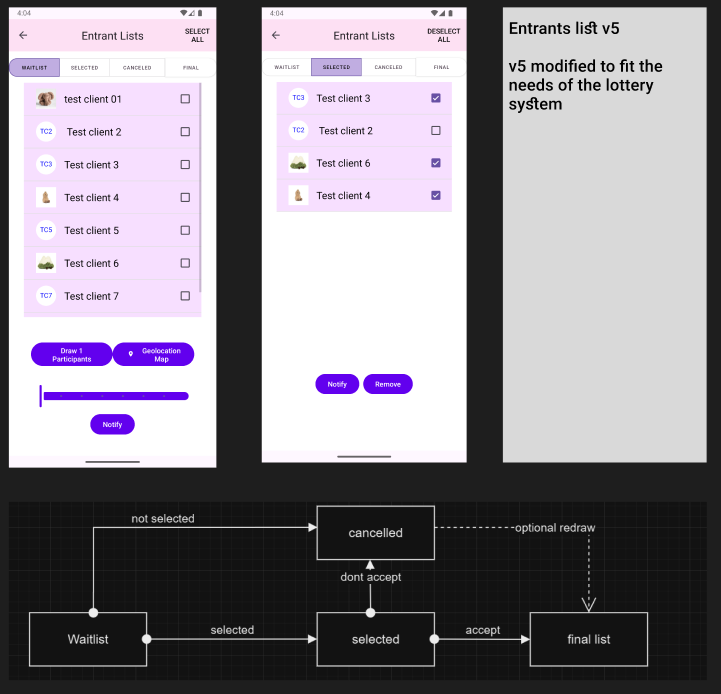 4:04
Entrant Lists
SELECT
ALL
WAITLIST SELECTED CANCELED FINAL
test client 01
TC2 Test client 2
TC3 Test client 3
Test client 4
TC5 Test client 5
Test client 6
TC7 Test client 7
Draw 1
Participants
Geolocation
Map
Notify
4:04
Entrant Lists
DESELECT
ALL
WAITLIST SELECTED CANCELED FINAL
TC3 Test client 3
TC2 Test client 2
Test client 6
Test client 4
Notify Remove
Entrants list v5
v5 modified to fit the
needs of the lottery
system
not selected
cancelled
optional redraw
dont accept
Waitlist
selected
selected
accept
final list